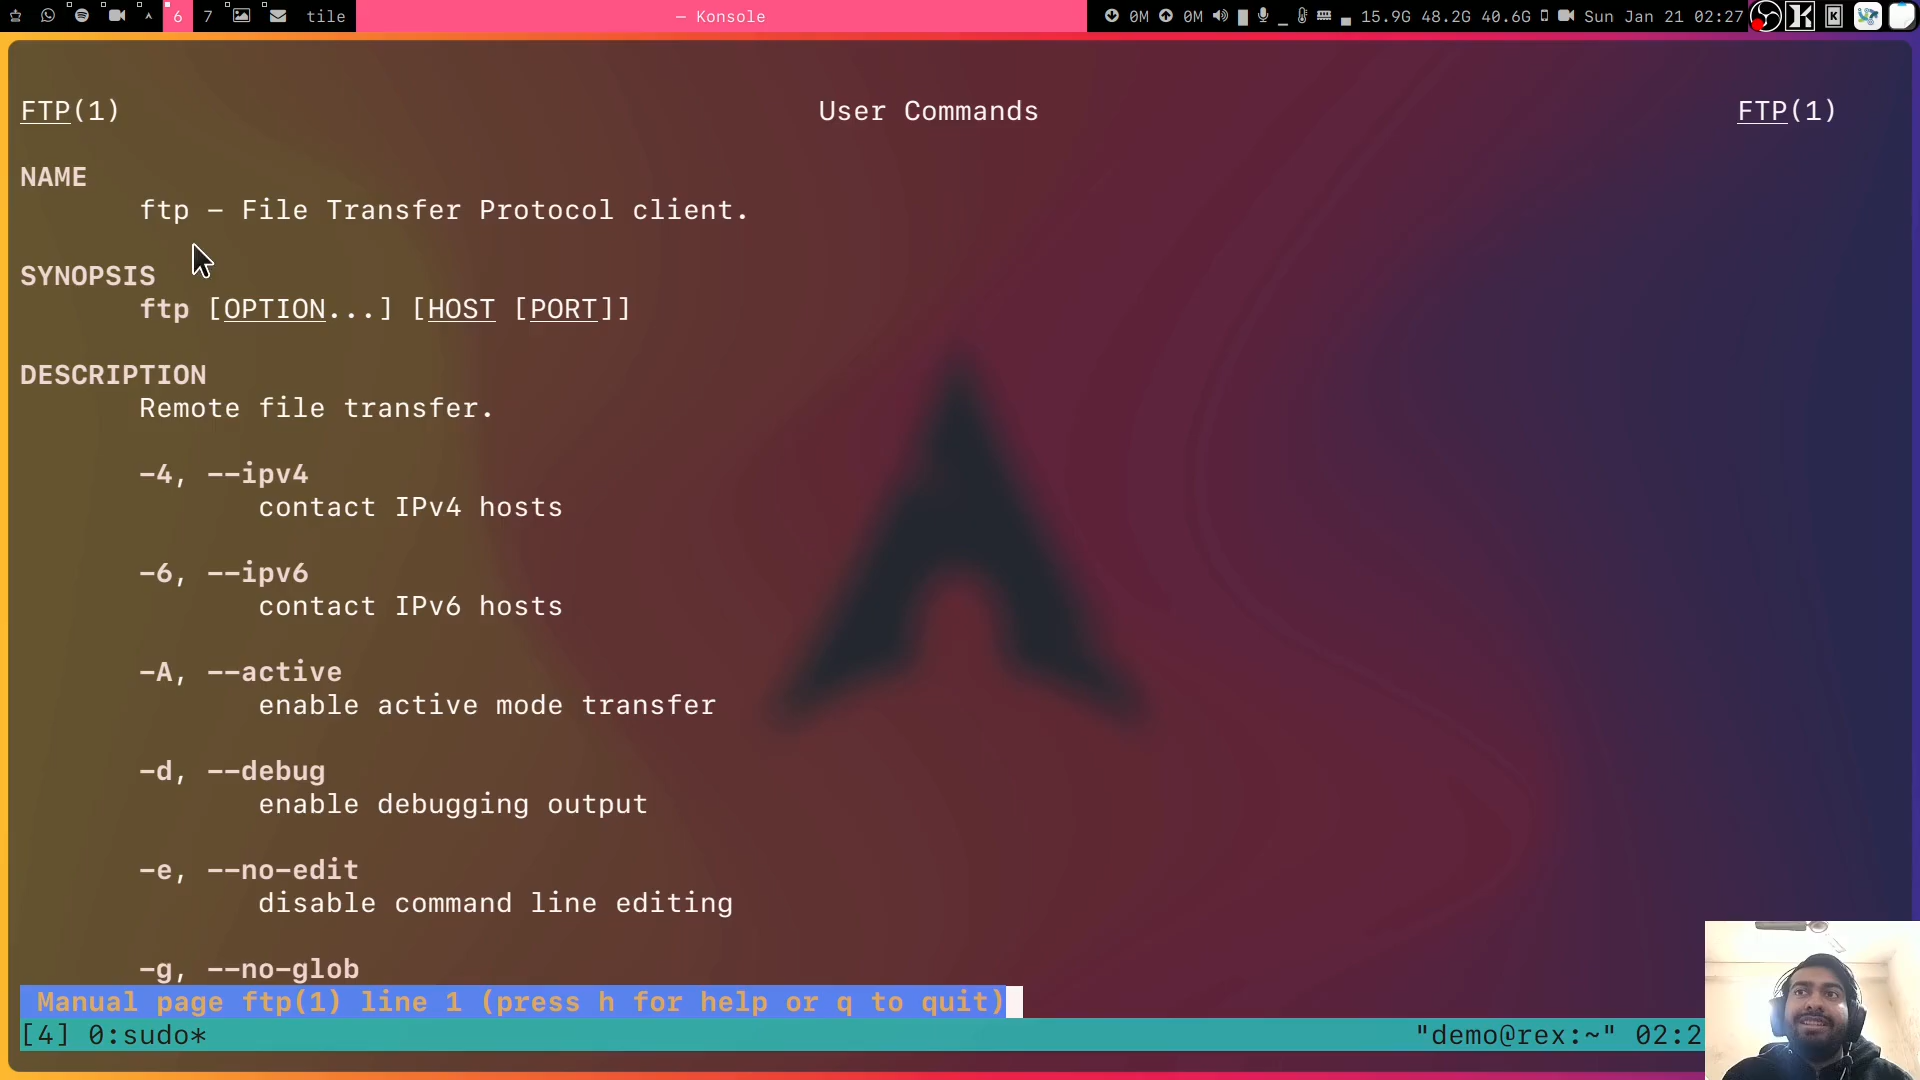 6 7 tile — Konsole 0M 0M 15.9G 48.2G 40.6G Sun Jan 21 02:27
FTP(1) User Commands FTP(1)
NAME
ftp – File Transfer Protocol client.
SYNOPSIS
ftp [OPTION...] [HOST [PORT]]
DESCRIPTION
Remote file transfer.
-4, --ipv4
contact IPv4 hosts
-6, --ipv6
contact IPv6 hosts
-A, --active
enable active mode transfer
-d, --debug
enable debugging output
-e, --no-edit
disable command line editing
-g, --no-glob
Manual page ftp(1) line 1 (press h for help or q to quit)
[4] 0:sudo* "demo@rex:~" 02:2